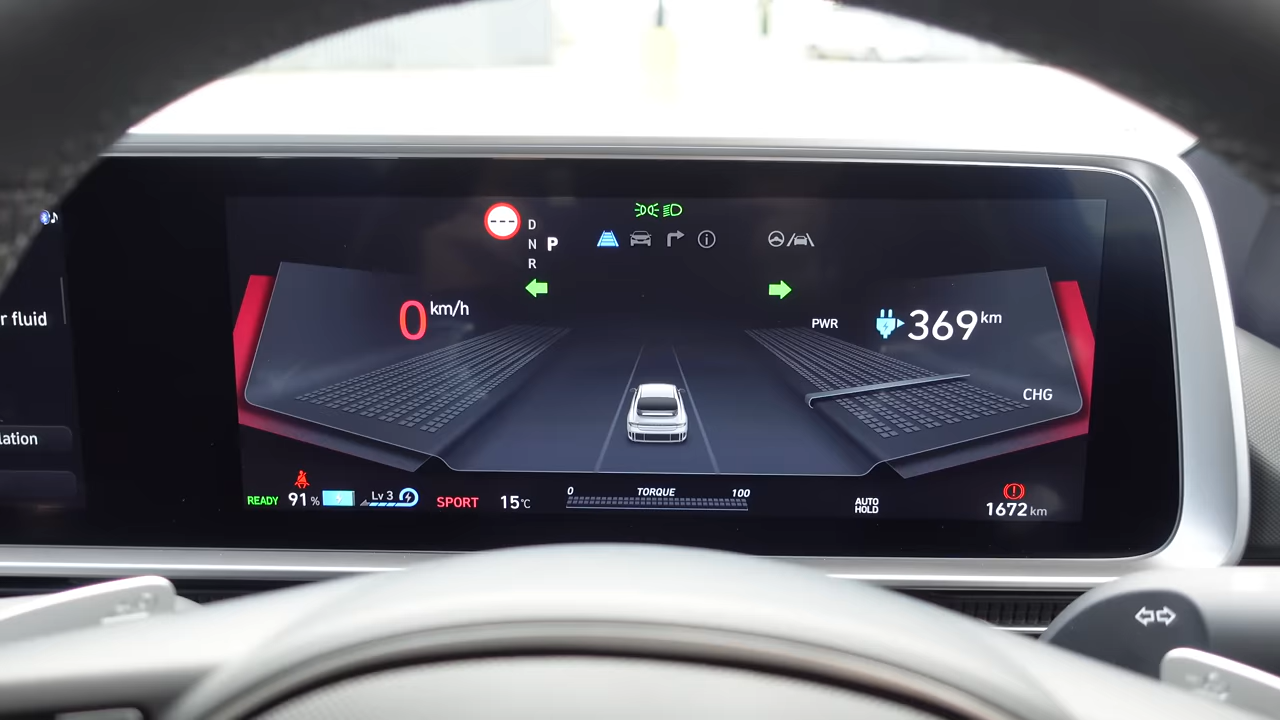 D
N P
R
0 km/h
PWR
369 km
CHG
r fluid
lation
READY 91 % Lv 3 SPORT 15°C
0 TORQUE 100
AUTO
HOLD
1672 km